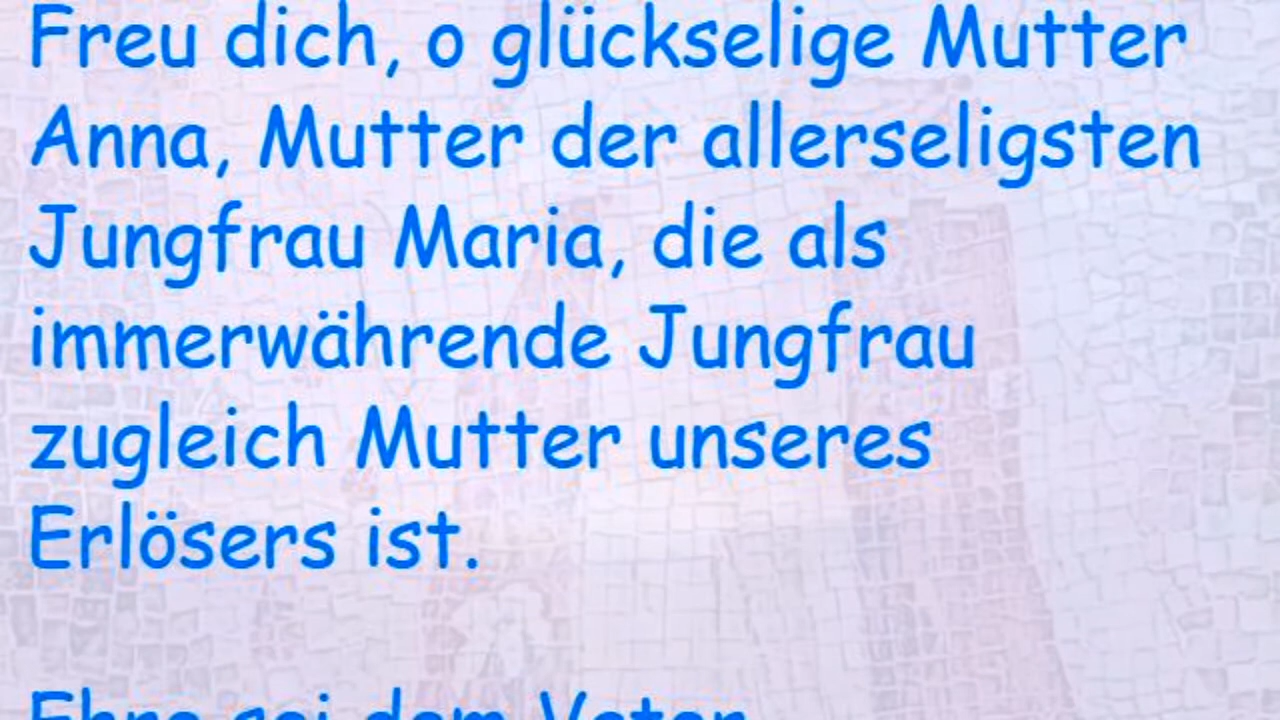 Freu dich, o glückselige Mutter
Anna, Mutter der allerseligsten
Jungfrau Maria, die als
immerwährende Jungfrau
zugleich Mutter unseres
Erlösers ist.
Ehre sei dem Vater